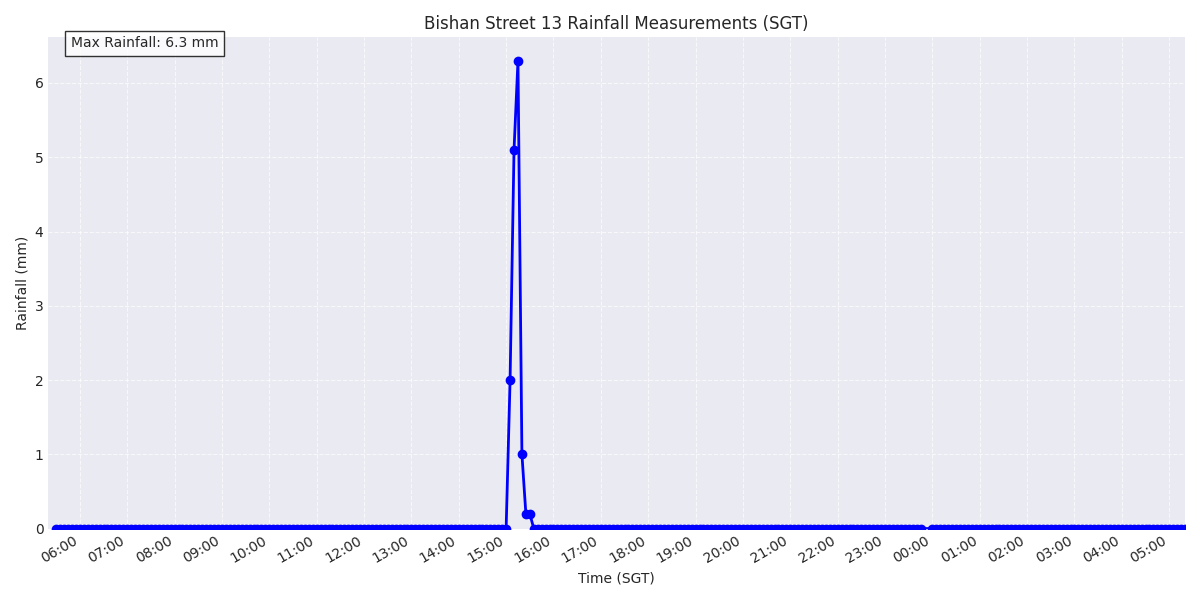 Bishan Street 13 Rainfall Measurements (SGT)
Max Rainfall: 6.3 mm
Rainfall (mm)
6
5
4
3
2
1
0
06:00 07:00 08:00 09:00 10:00 11:00 12:00 13:00 14:00 15:00 16:00 17:00 18:00 19:00 20:00 21:00 22:00 23:00 00:00 01:00 02:00 03:00 04:00 05:00
Time (SGT)